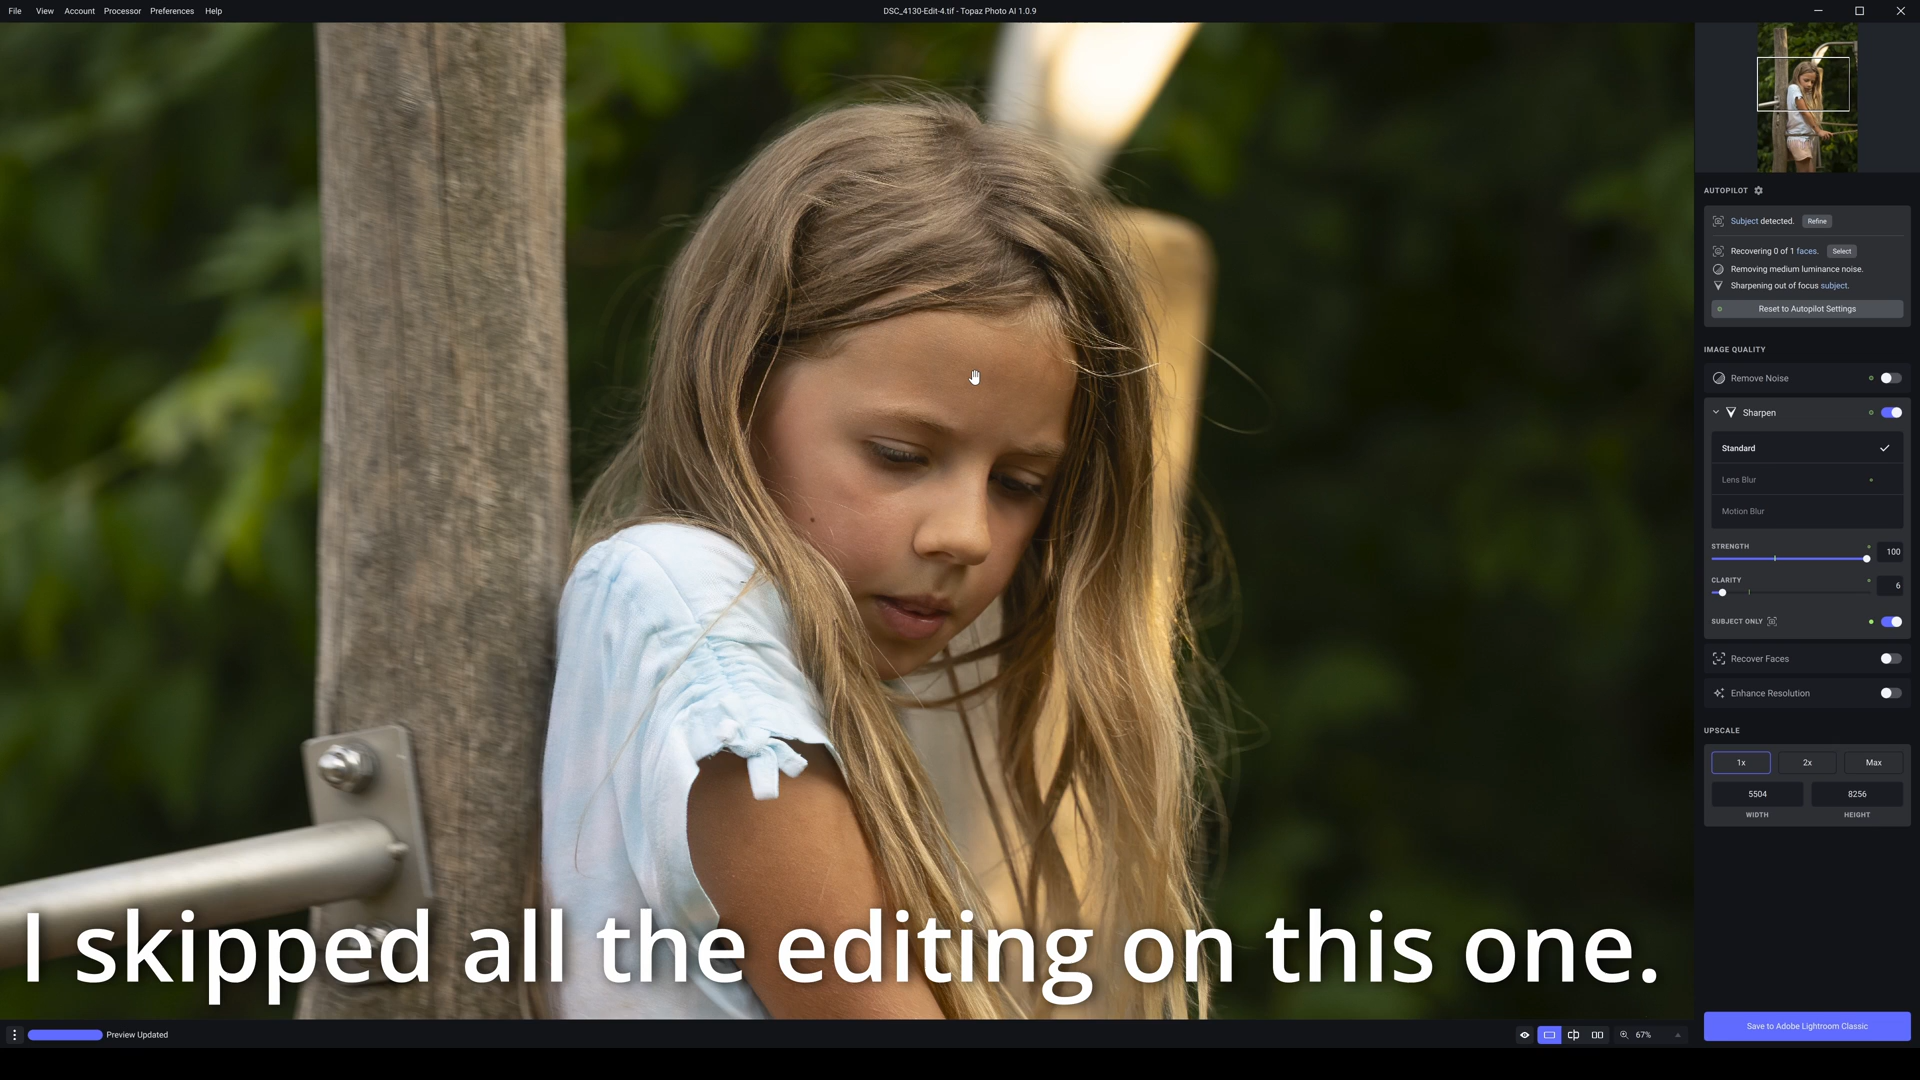 File View Account Processor Preferences Help
DSC_4130-Edit-4.tif - Topaz Photo AI 1.0.9
AUTOPILOT
Subject detected. Refine
Recovering 0 of 1 faces. Select
Removing medium luminance noise.
Sharpening out of focus subject.
Reset to Autopilot Settings
IMAGE QUALITY
Remove Noise
Sharpen
Standard
Lens Blur
Motion Blur
STRENGTH 100
CLARITY 6
SUBJECT ONLY
Recover Faces
Enhance Resolution
UPSCALE
1x 2x Max
5504 8256
WIDTH HEIGHT
I skipped all the editing on this one.
Save to Adobe Lightroom Classic
Preview Updated
67%